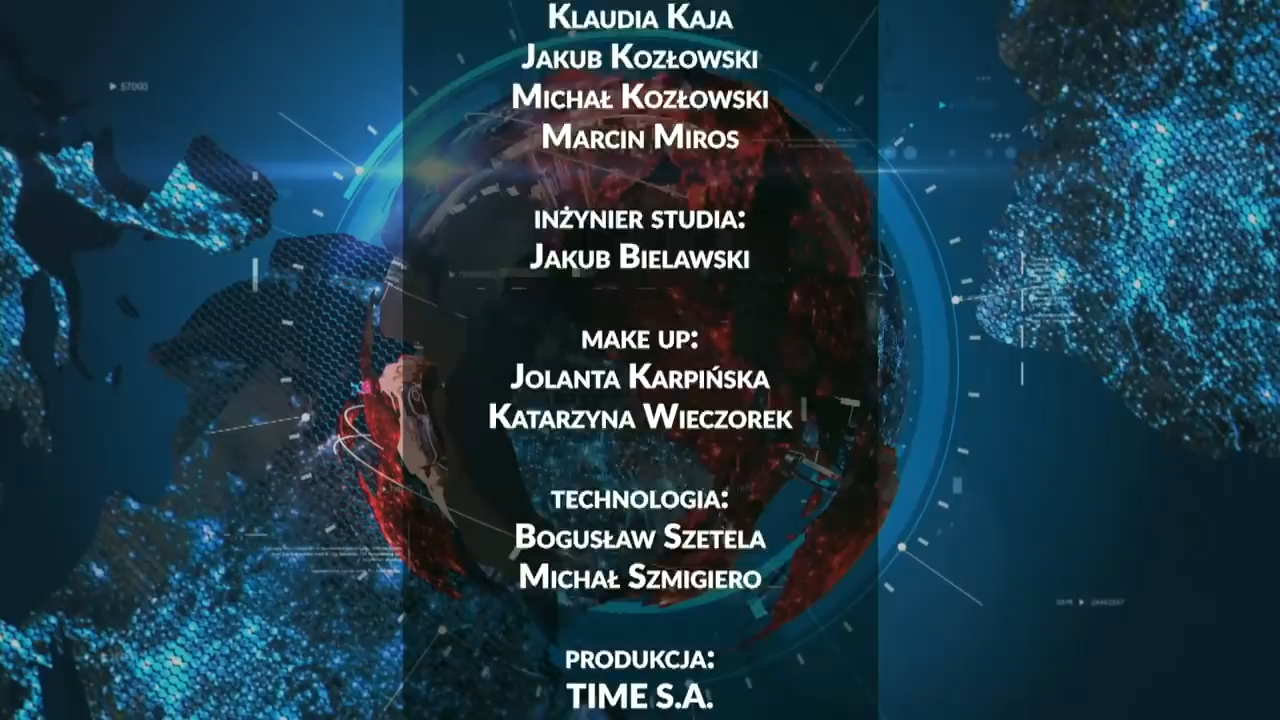 Klaudia Kaja
Jakub Kozłowski
Michał Kozłowski
Marcin Miros
57000
inżynier studia:
Jakub Bielawski
make up:
Jolanta Karpińska
Katarzyna Wieczorek
technologia:
Bogusław Szetela
Michał Szmigiero
produkcja:
TIME S.A.